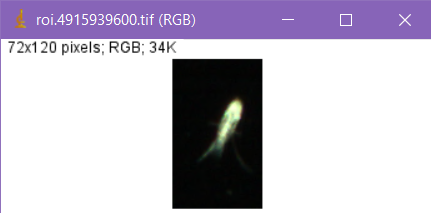 roi.4915939600.tif (RGB)
72x120 pixels; RGB; 34K